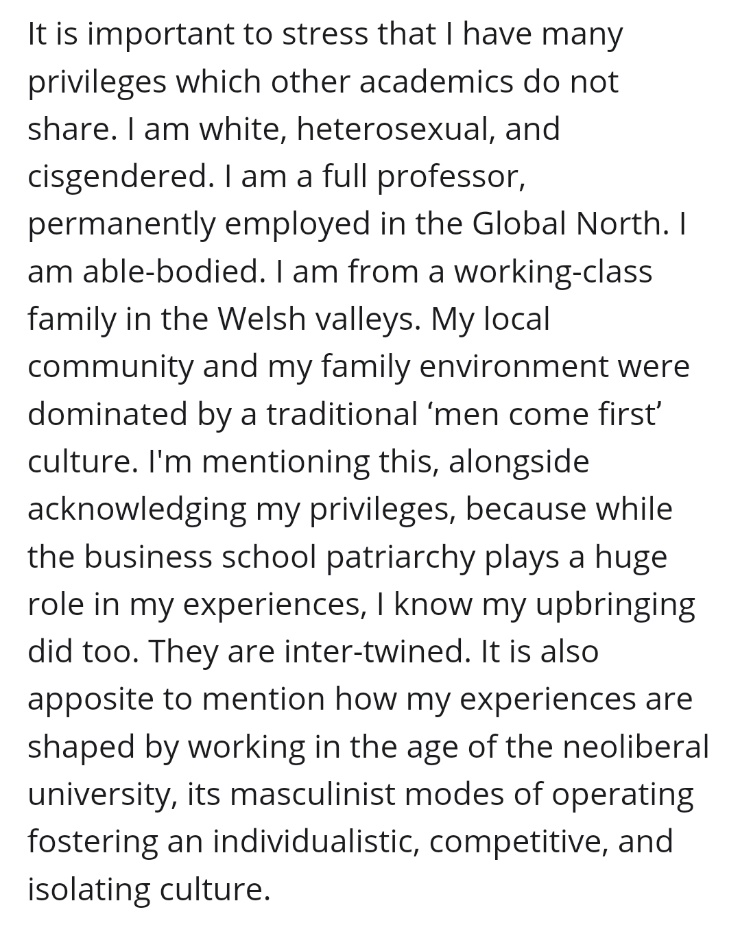 It is important to stress that I have many
privileges which other academics do not
share. I am white, heterosexual, and
cisgendered. I am a full professor,
permanently employed in the Global North. I
am able-bodied. I am from a working-class
family in the Welsh valleys. My local
community and my family environment were
dominated by a traditional ‘men come first’
culture. I'm mentioning this, alongside
acknowledging my privileges, because while
the business school patriarchy plays a huge
role in my experiences, I know my upbringing
did too. They are inter-twined. It is also
apposite to mention how my experiences are
shaped by working in the age of the neoliberal
university, its masculinist modes of operating
fostering an individualistic, competitive, and
isolating culture.